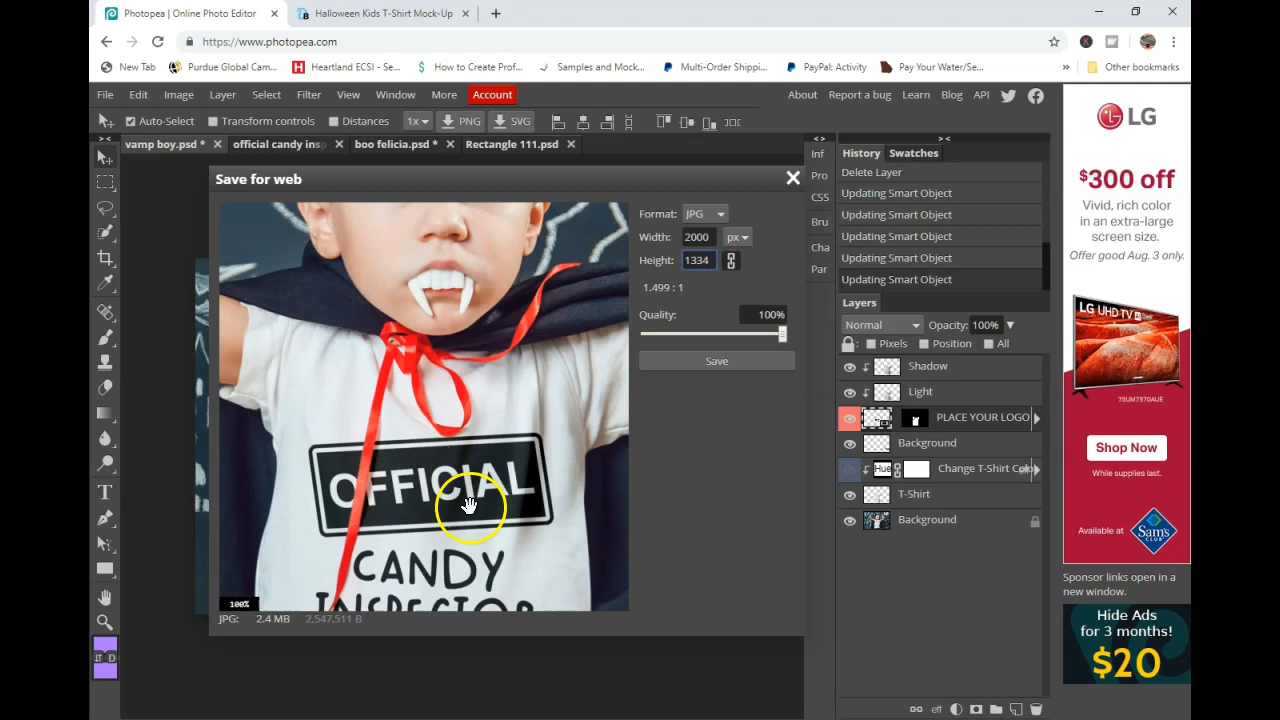 Photopea | Online Photo Editor
Halloween Kids T-Shirt Mock-Up
https://www.photopea.com
New Tab
Purdue Global Cam...
Heartland ECSI - Se...
How to Create Prof...
Samples and Mock...
Multi-Order Shippi...
PayPal: Activity
Pay Your Water/Se...
»
Other bookmarks
File Edit Image Layer Select Filter View Window More Account
About Report a bug Learn Blog API
Auto-Select Transform controls Distances 1x PNG SVG
vamp boy.psd * official candy insp boo felicia.psd * Rectangle 111.psd
Save for web
Format: JPG
Width: 2000 px
Height: 1334
1.499 : 1
Quality: 100%
Save
OFFICIAL
CANDY
INSPECTOR
100%
JPG: 2.4 MB 2,547,511 B
Inf
Pro
CSS
Bru
Cha
Par
History Swatches
Delete Layer
Updating Smart Object
Updating Smart Object
Updating Smart Object
Updating Smart Object
Updating Smart Object
Layers
Normal Opacity: 100%
: Pixels Position All
Shadow
Light
PLACE YOUR LOGO
Background
Hue Change T-Shirt
T-Shirt
Background
eff
LG
$300 off
Vivid, rich color
in an extra-large
screen size.
Offer good Aug. 3 only.
LG UHD TV AI
75UM7570AUE
Shop Now
While supplies last.
Available at Sam's CLUB
Sponsor links open in a
new window.
Hide Ads
for 3 months!
$20